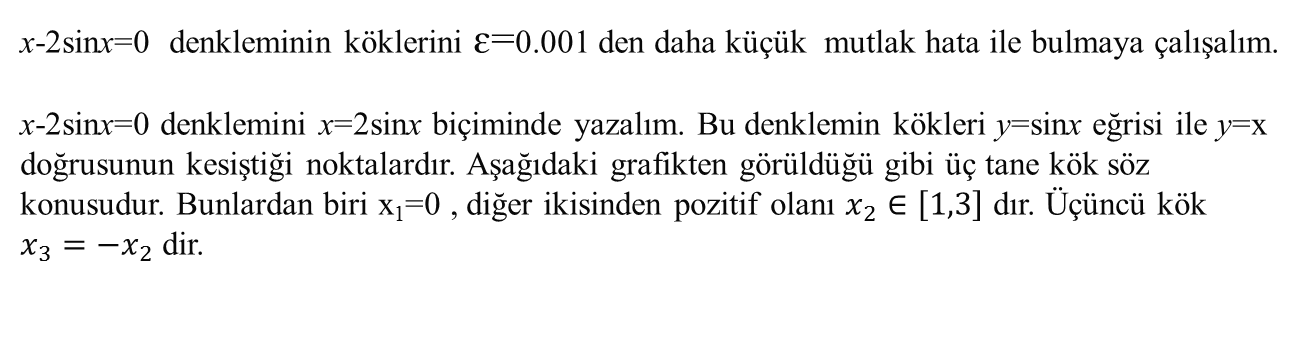 x-2sinx=0 denkleminin köklerini ε=0.001 den daha küçük mutlak hata ile bulmaya çalışalım.
x-2sinx=0 denklemini x=2sinx biçiminde yazalım. Bu denklemin kökleri y=sinx eğrisi ile y=x
doğrusunun kesiştiği noktalardır. Aşağıdaki grafikten görüldüğü gibi üç tane kök söz
konusudur. Bunlardan biri x₁=0 , diğer ikisinden pozitif olanı x₂ ∈ [1,3] dır. Üçüncü kök
x₃ = −x₂ dir.